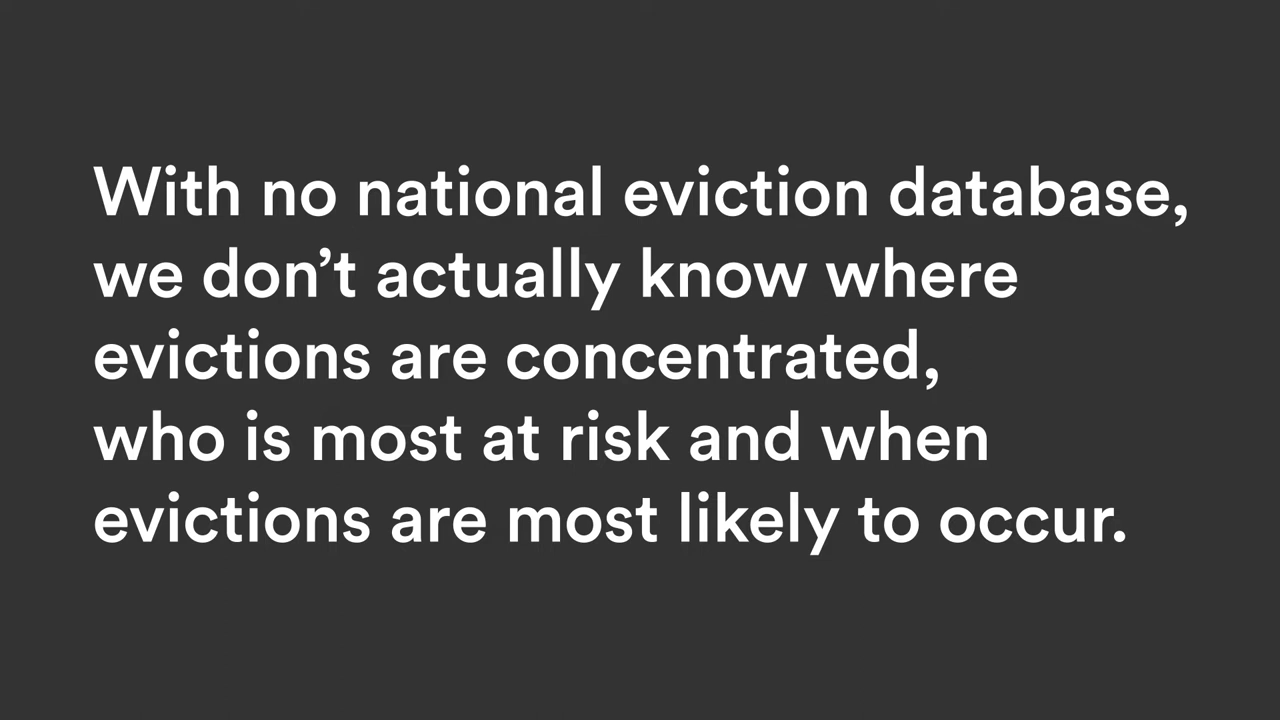 With no national eviction database,
we don’t actually know where
evictions are concentrated,
who is most at risk and when
evictions are most likely to occur.